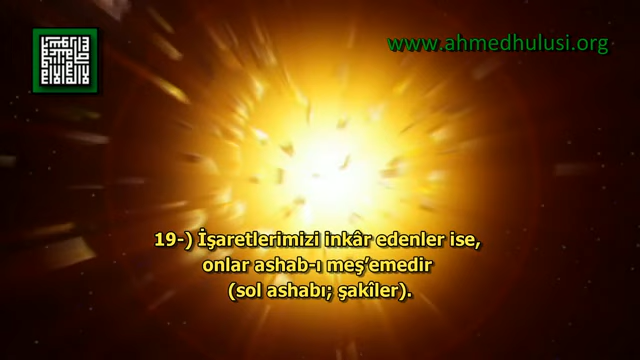 www.ahmedhulusi.org
19-) İşaretlerimizi inkâr edenler ise,
onlar ashab-ı meş’emedir
(sol ashabı; şakîler).